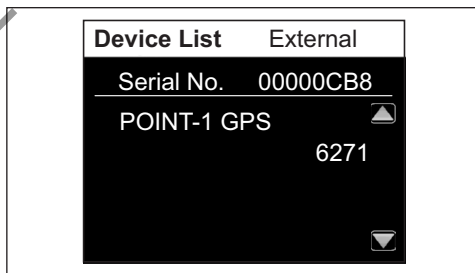 Device List External
Serial No. 00000CB8
POINT-1 GPS
6271